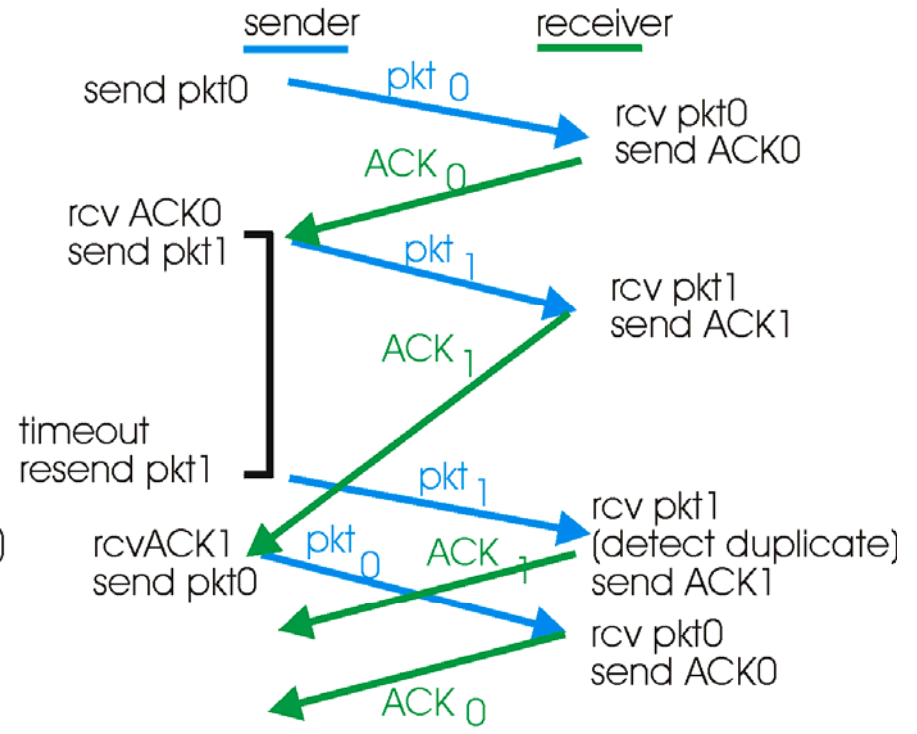 sender
receiver
send pkt0
pkt 0
rcv pkt0
send ACK0
ACK 0
rcv ACK0
send pkt1
pkt 1
rcv pkt1
send ACK1
ACK 1
timeout
resend pkt1
pkt 1
rcv pkt1
(detect duplicate)
send ACK1
)
rcvACK1
send pkt0
pkt 0
ACK 1
rcv pkt0
send ACK0
ACK 0